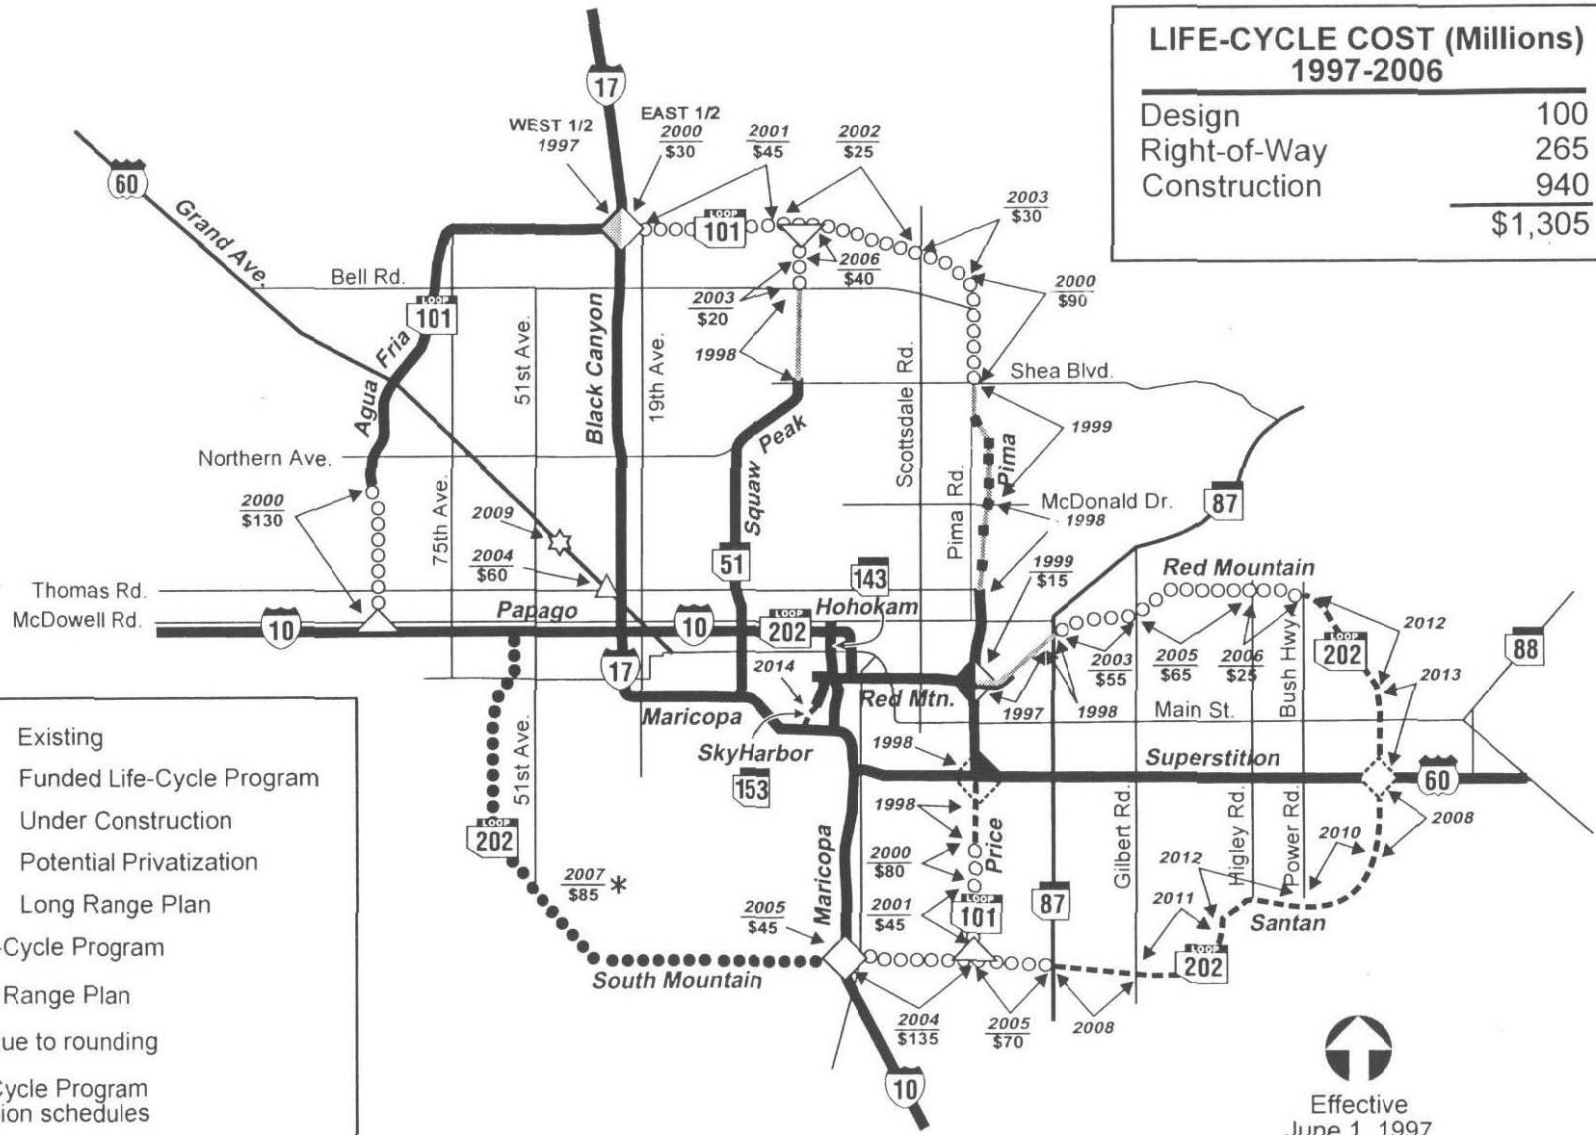 LIFE-CYCLE COST (Millions)
1997-2006
Design 100
Right-of-Way 265
Construction 940
$1,305
17
WEST 1/2
1997
EAST 1/2
2000
$30
2001
$45
2002
$25
2003
$30
60
Grand Ave.
LOOP
101
2006
$40
Bell Rd.
2003
$20
2000
$90
LOOP
101
Agua Fria
51st Ave.
Black Canyon
19th Ave.
1998
Scottsdale Rd.
Shea Blvd.
Squaw Peak
1999
Pima
Northern Ave.
75th Ave.
2000
$130
2009
2004
$60
51
Pima Rd.
McDonald Dr.
1998
87
Thomas Rd.
McDowell Rd.
10
Papago
10
LOOP
202
143
Hohokam
1999
$15
Red Mountain
17
2014
Red Mtn.
1997
1998
2003
$55
2005
$65
2006
$25
Bush Hwy
LOOP
202
2012
88
2013
Main St.
Maricopa
SkyHarbor
153
1998
Superstition
60
51st Ave.
LOOP
202
1998
Price
Gilbert Rd.
Higley Rd.
Power Rd.
2010
2008
2000
$80
2012
Maricopa
2007
$85 *
2005
$45
2001
$45
LOOP
101
87
2011
Santan
LOOP
202
South Mountain
2004
$135
2005
$70
2008
10
Existing
Funded Life-Cycle Program
Under Construction
Potential Privatization
Long Range Plan
-Cycle Program
Range Plan
ue to rounding
Cycle Program
ion schedules
Effective
June 1, 1997